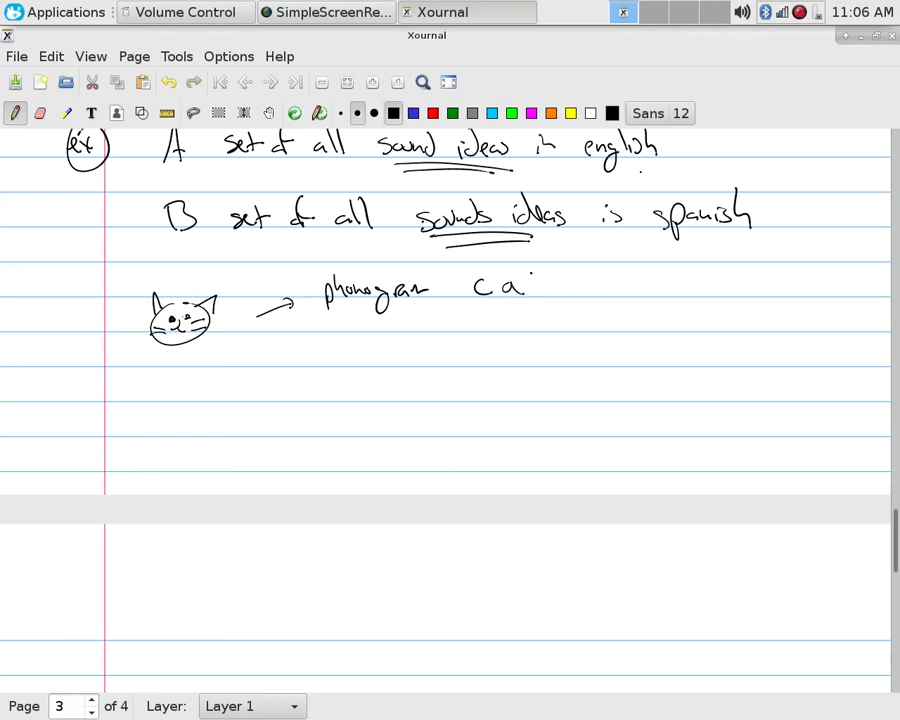 Applications Volume Control SimpleScreenRe... Xournal 11:06 AM
Xournal
File Edit View Page Tools Options Help
T Sans 12
ex A set of all sound ideas in english
B set of all sounds ideas is spanish
phonogram ca
Page 3 of 4 Layer: Layer 1